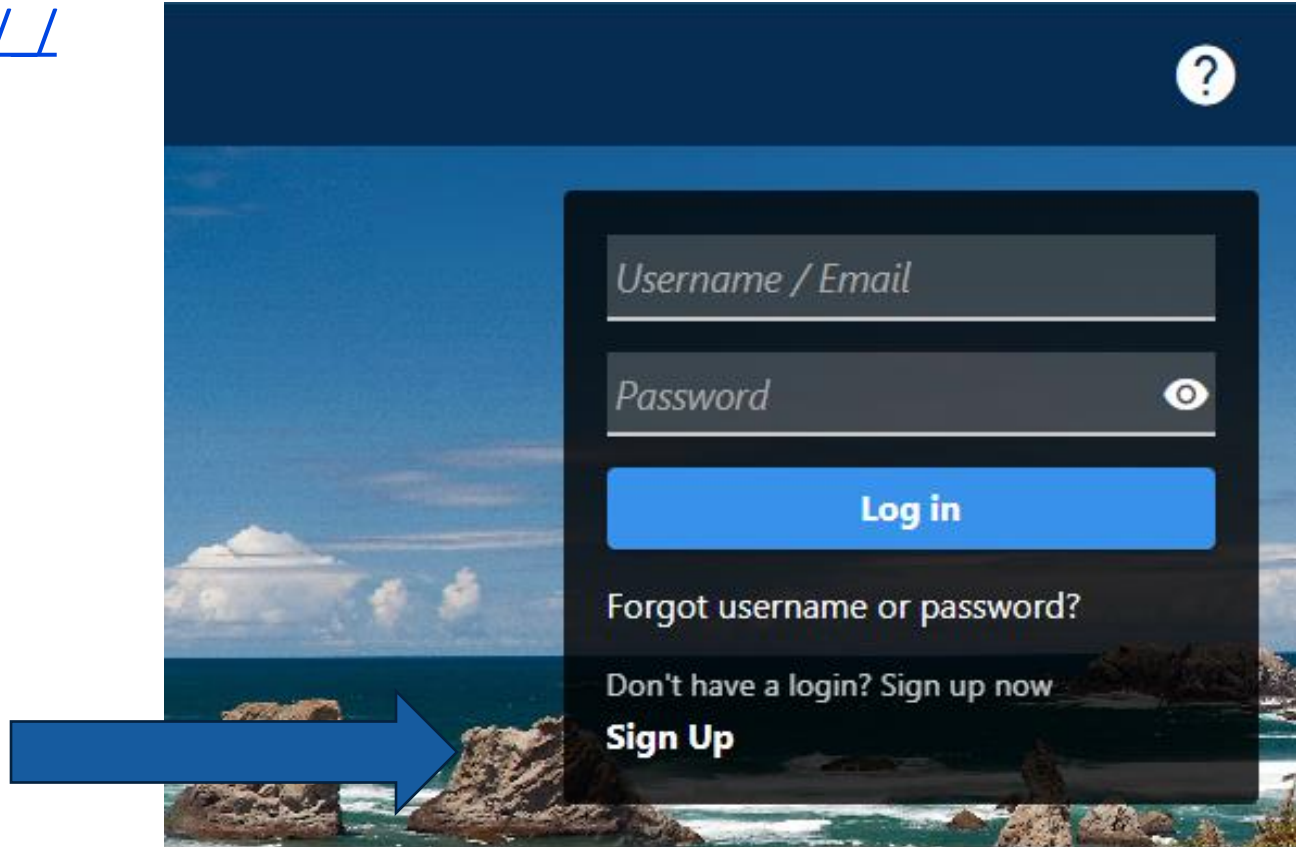 / /
?
Username / Email
Password
Log in
Forgot username or password?
Don't have a login? Sign up now
Sign Up